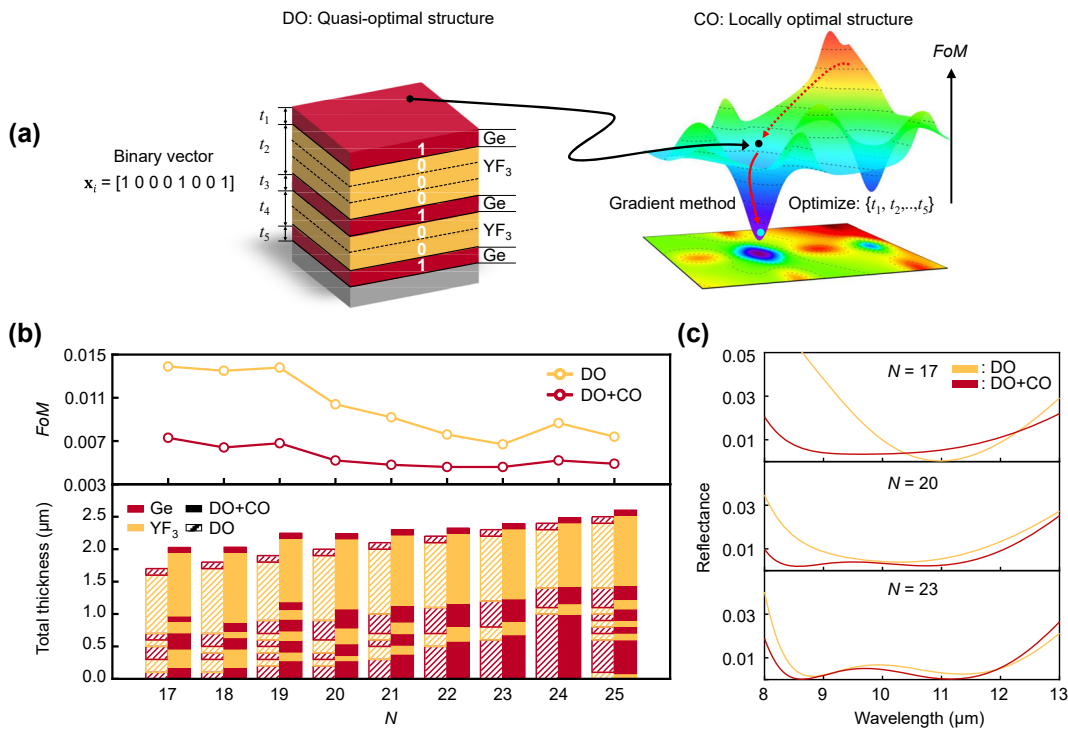 DO: Quasi-optimal structure
CO: Locally optimal structure
(a)
FoM
t1
t2
t3
t4
t5
Binary vector
xi = [1 0 0 0 1 0 0 1]
1
0
0
0
1
0
0
1
Ge
YF3
Ge
YF3
Ge
Gradient method
Optimize: {t1, t2,..,t5}
(b)
0.015
0.011
0.007
0.003
FoM
DO
DO+CO
Ge
YF3
DO+CO
DO
2.5
2.0
1.5
1.0
0.5
0.0
Total thickness (μm)
17 18 19 20 21 22 23 24 25
N
(c)
0.05
0.03
0.01
N = 17
: DO
: DO+CO
0.03
0.01
N = 20
0.03
0.01
N = 23
Reflectance
8 9 10 11 12 13
Wavelength (μm)